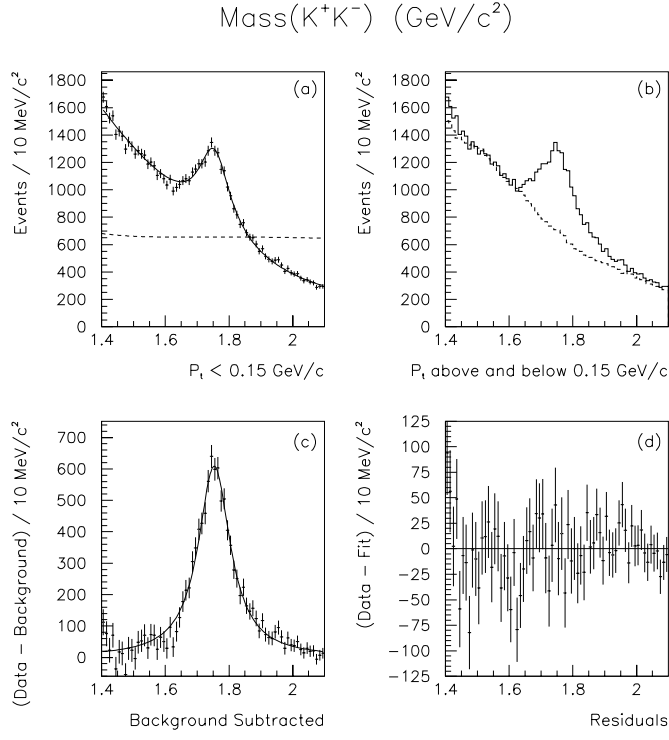 Mass(K⁺K⁻) (GeV/c²)
Events / 10 MeV/c²
1800
1600
1400
1200
1000
800
600
400
200
0
(a)
1.4 1.6 1.8 2
Pₜ < 0.15 GeV/c
Events / 10 MeV/c²
1800
1600
1400
1200
1000
800
600
400
200
0
(b)
1.4 1.6 1.8 2
Pₜ above and below 0.15 GeV/c
(Data − Background) / 10 MeV/c²
700
600
500
400
300
200
100
0
(c)
1.4 1.6 1.8 2
Background Subtracted
(Data − Fit) / 10 MeV/c²
125
100
75
50
25
0
−25
−50
−75
−100
−125
(d)
1.4 1.6 1.8 2
Residuals